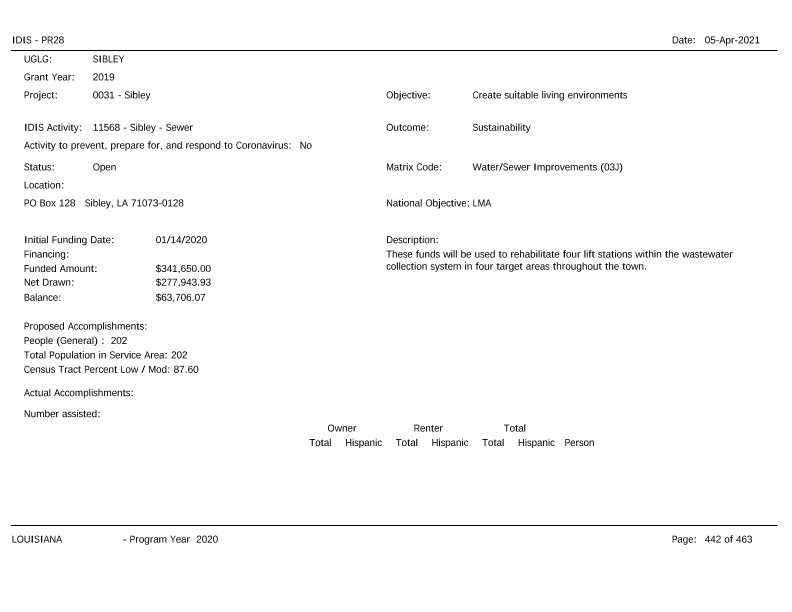 IDIS - PR28 Date: 05-Apr-2021
UGLG: SIBLEY
Grant Year: 2019
Project: 0031 - Sibley Objective: Create suitable living environments
IDIS Activity: 11568 - Sibley - Sewer Outcome: Sustainability
Activity to prevent, prepare for, and respond to Coronavirus: No
Status: Open Matrix Code: Water/Sewer Improvements (03J)
Location:
PO Box 128 Sibley, LA 71073-0128 National Objective: LMA
Initial Funding Date: 01/14/2020 Description:
Financing: These funds will be used to rehabilitate four lift stations within the wastewater
Funded Amount: $341,650.00 collection system in four target areas throughout the town.
Net Drawn: $277,943.93
Balance: $63,706.07
Proposed Accomplishments:
People (General) : 202
Total Population in Service Area: 202
Census Tract Percent Low / Mod: 87.60
Actual Accomplishments:
Number assisted:
Owner Renter Total
Total Hispanic Total Hispanic Total Hispanic Person
LOUISIANA - Program Year 2020 Page: 442 of 463